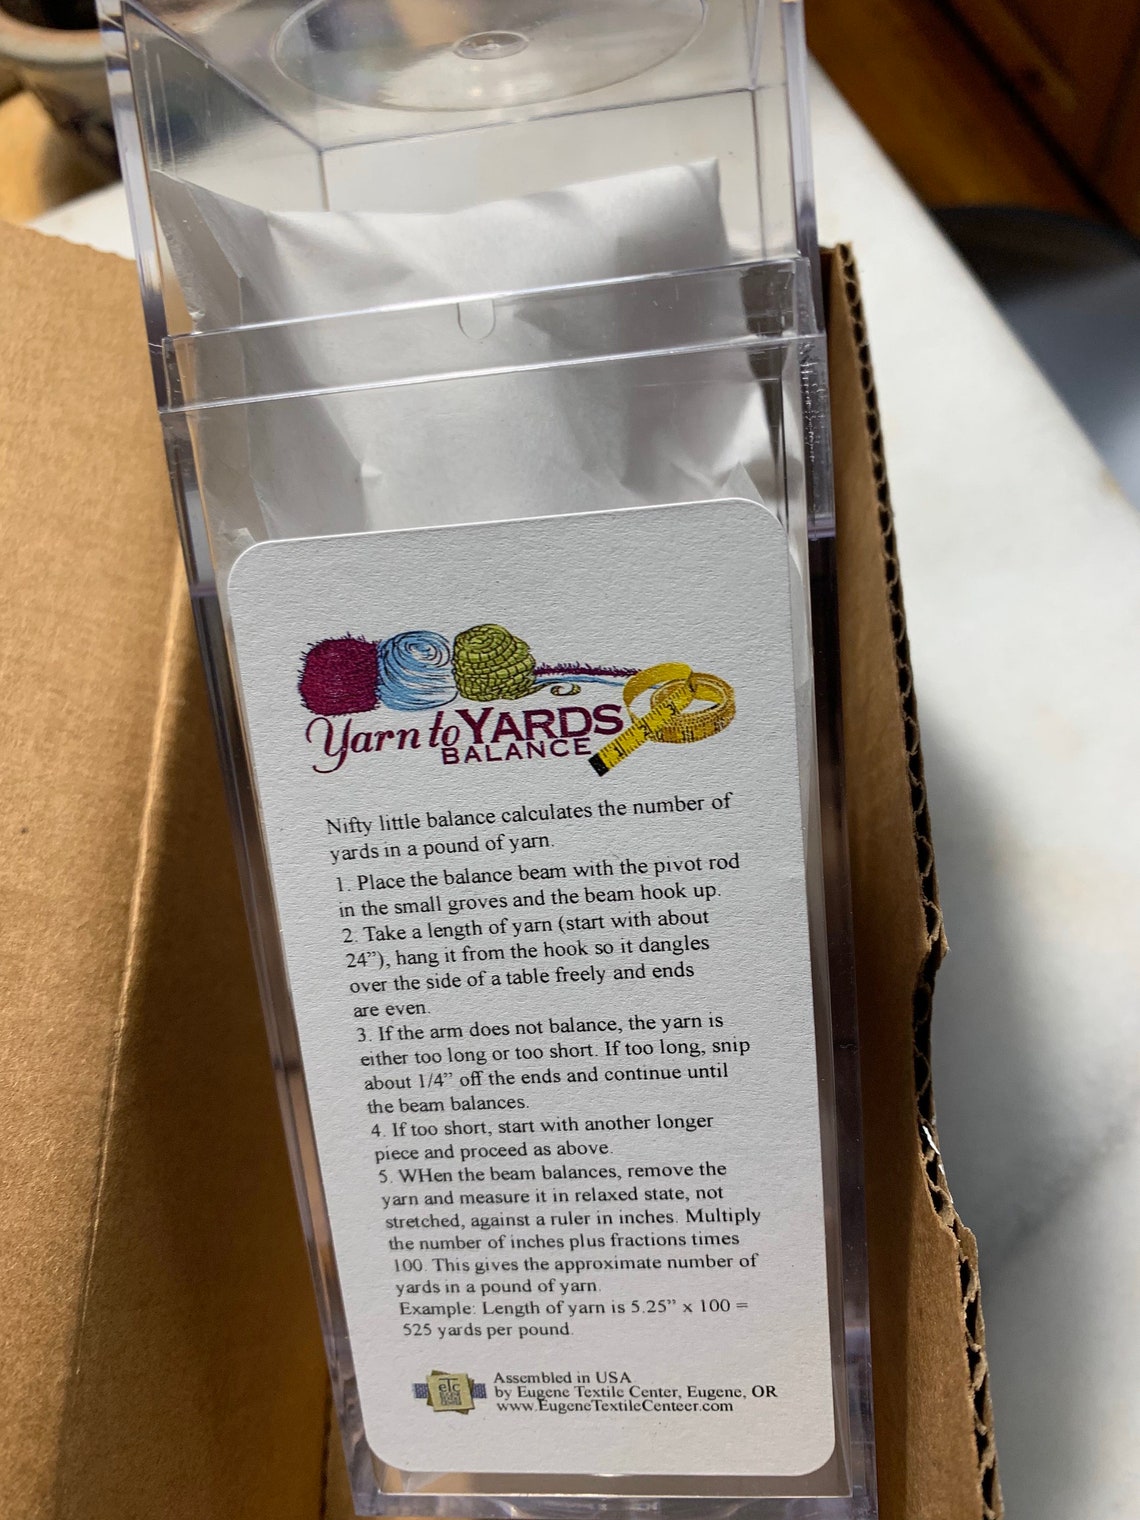 Yarn to YARDS
BALANCE
Nifty little balance calculates the number of
yards in a pound of yarn.
1. Place the balance beam with the pivot rod
in the small groves and the beam hook up.
2. Take a length of yarn (start with about
24”), hang it from the hook so it dangles
over the side of a table freely and ends
are even.
3. If the arm does not balance, the yarn is
either too long or too short. If too long, snip
about 1/4” off the ends and continue until
the beam balances.
4. If too short, start with another longer
piece and proceed as above.
5. WHen the beam balances, remove the
yarn and measure it in relaxed state, not
stretched, against a ruler in inches. Multiply
the number of inches plus fractions times
100. This gives the approximate number of
yards in a pound of yarn.
Example: Length of yarn is 5.25” x 100 =
525 yards per pound.
eTc
Assembled in USA
by Eugene Textile Center, Eugene, OR
www.EugeneTextileCenteer.com